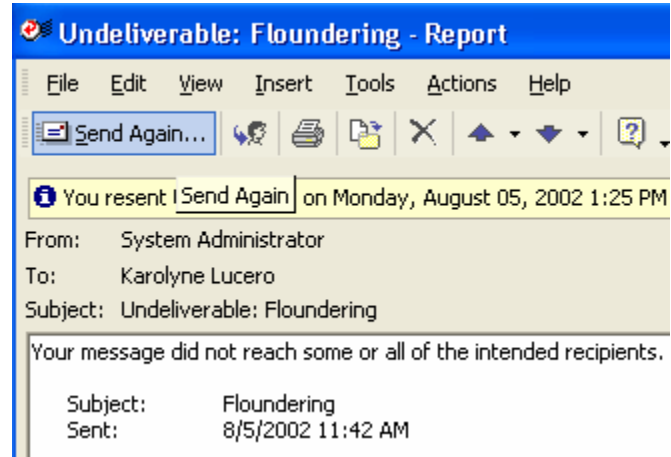 Undeliverable: Floundering - Report
File Edit View Insert Tools Actions Help
Send Again...
You resent Send Again on Monday, August 05, 2002 1:25 PM
From: System Administrator
To: Karolyne Lucero
Subject: Undeliverable: Floundering
Your message did not reach some or all of the intended recipients.
Subject: Floundering
Sent: 8/5/2002 11:42 AM